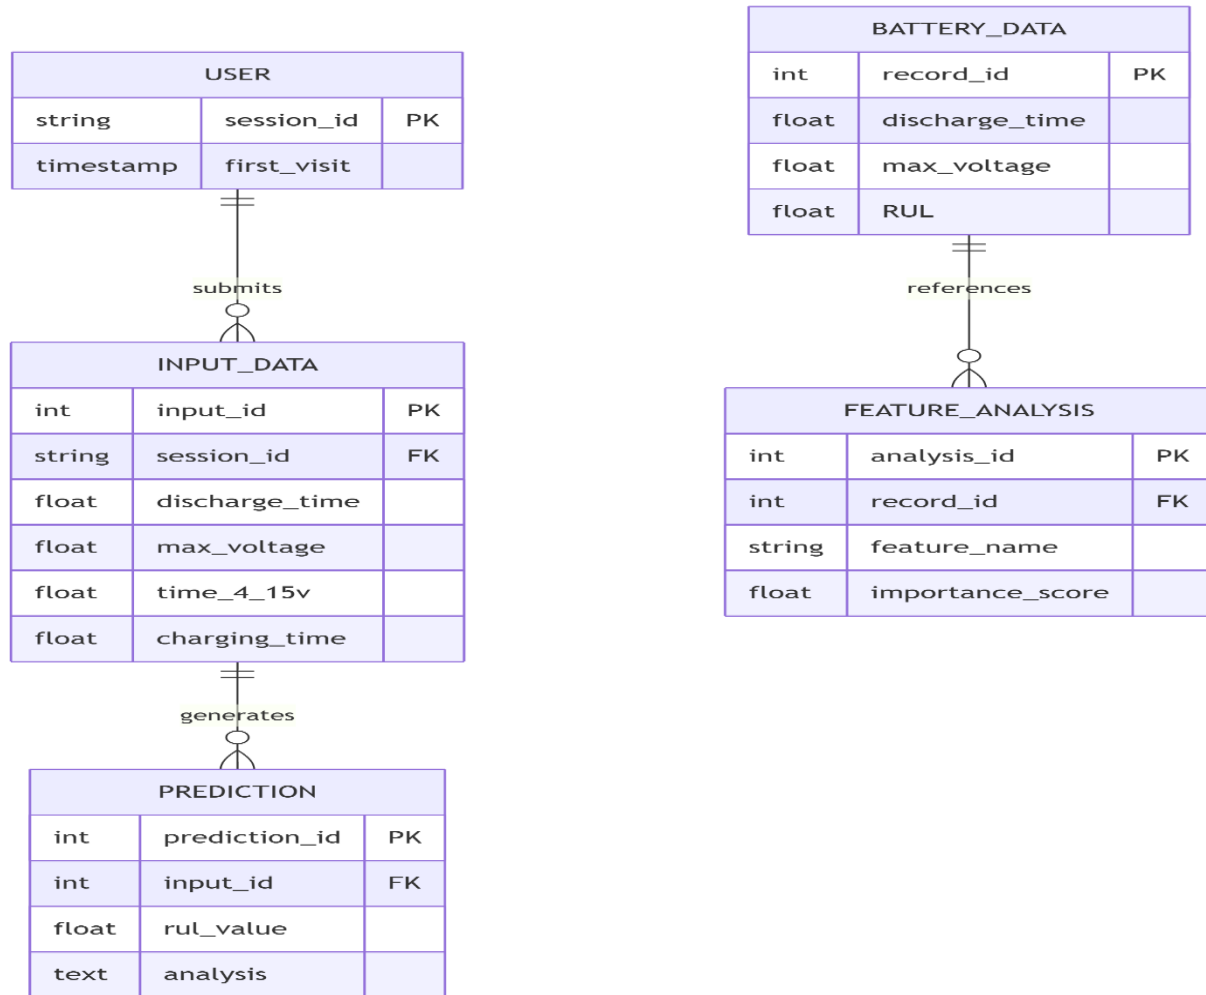 USER
string session_id PK
timestamp first_visit
submits
INPUT_DATA
int input_id PK
string session_id FK
float discharge_time
float max_voltage
float time_4_15v
float charging_time
generates
PREDICTION
int prediction_id PK
int input_id FK
float rul_value
text analysis
BATTERY_DATA
int record_id PK
float discharge_time
float max_voltage
float RUL
references
FEATURE_ANALYSIS
int analysis_id PK
int record_id FK
string feature_name
float importance_score